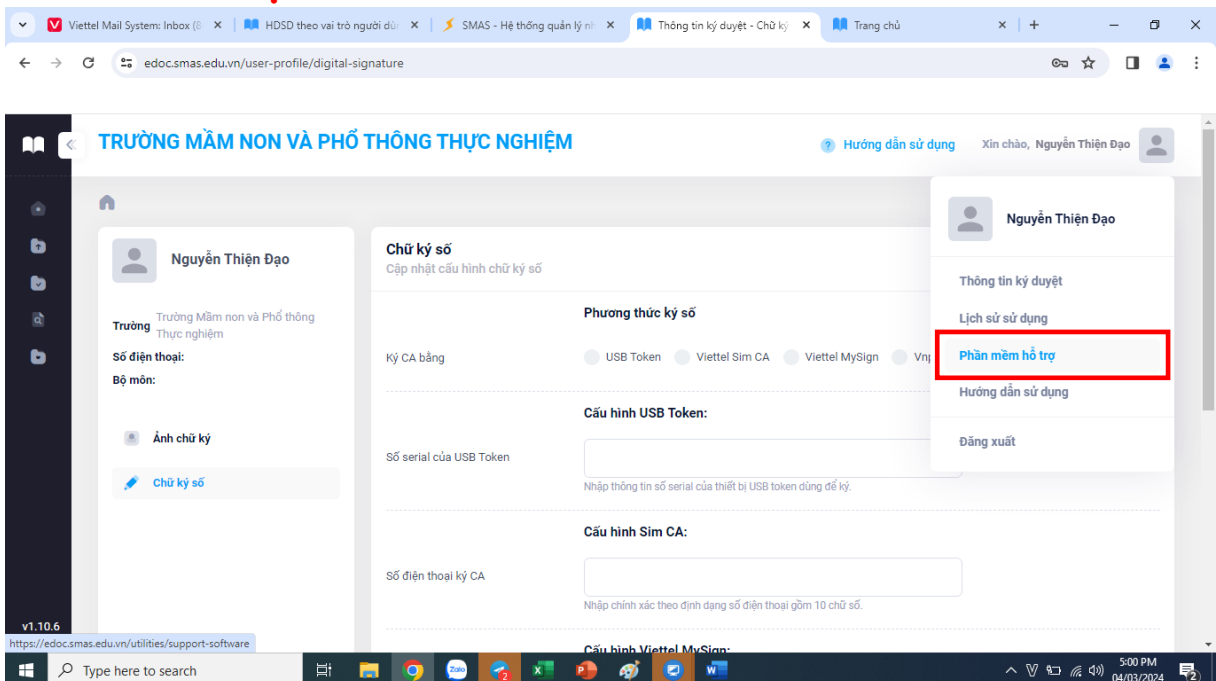 Viettel Mail System: Inbox (8
HDSD theo vai trò người dùn
SMAS - Hệ thống quản lý nh
Thông tin ký duyệt - Chữ ký
Trang chủ
edoc.smas.edu.vn/user-profile/digital-signature
TRƯỜNG MẦM NON VÀ PHỔ THÔNG THỰC NGHIỆM
Hướng dẫn sử dụng
Xin chào, Nguyễn Thiện Đạo
Nguyễn Thiện Đạo
Thông tin ký duyệt
Lịch sử sử dụng
Phần mềm hỗ trợ
Hướng dẫn sử dụng
Đăng xuất
Nguyễn Thiện Đạo
Trường Trường Mầm non và Phổ thông
Thực nghiệm
Số điện thoại:
Bộ môn:
Ảnh chữ ký
Chữ ký số
Chữ ký số
Cập nhật cấu hình chữ ký số
Phương thức ký số
Ký CA bằng
USB Token
Viettel Sim CA
Viettel MySign
Cấu hình USB Token:
Số serial của USB Token
Nhập thông tin số serial của thiết bị USB token dùng để ký.
Cấu hình Sim CA:
Số điện thoại ký CA
Nhập chính xác theo định dạng số điện thoại gồm 10 chữ số.
Cấu hình Viettel MySign:
v1.10.6
https://edoc.smas.edu.vn/utilities/support-software
Type here to search
Zalo
5:00 PM
04/03/2024
2